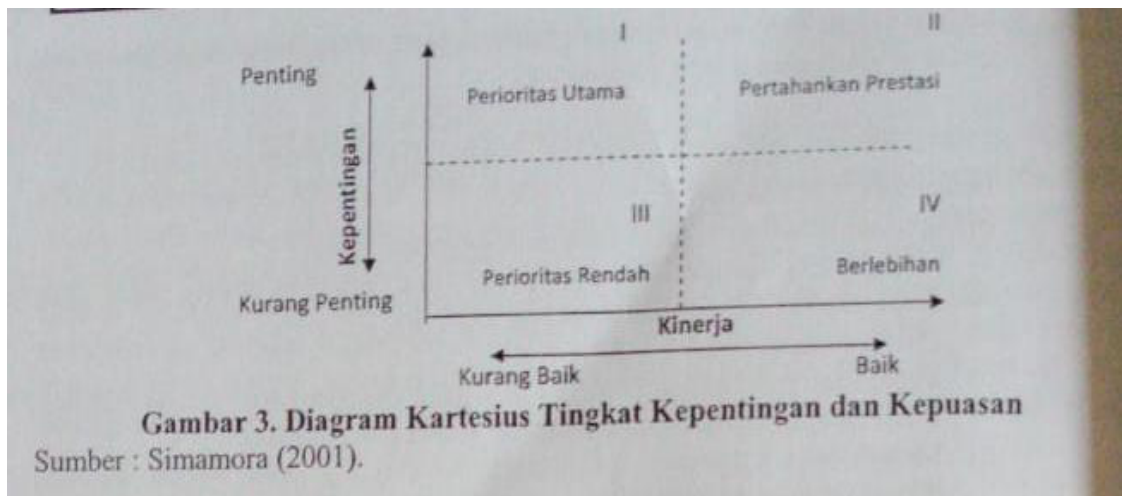 I
II
Penting
Perioritas Utama
Pertahankan Prestasi
Kepentingan
III
IV
Perioritas Rendah
Berlebihan
Kurang Penting
Kinerja
Kurang Baik
Baik
Gambar 3. Diagram Kartesius Tingkat Kepentingan dan Kepuasan
Sumber : Simamora (2001).